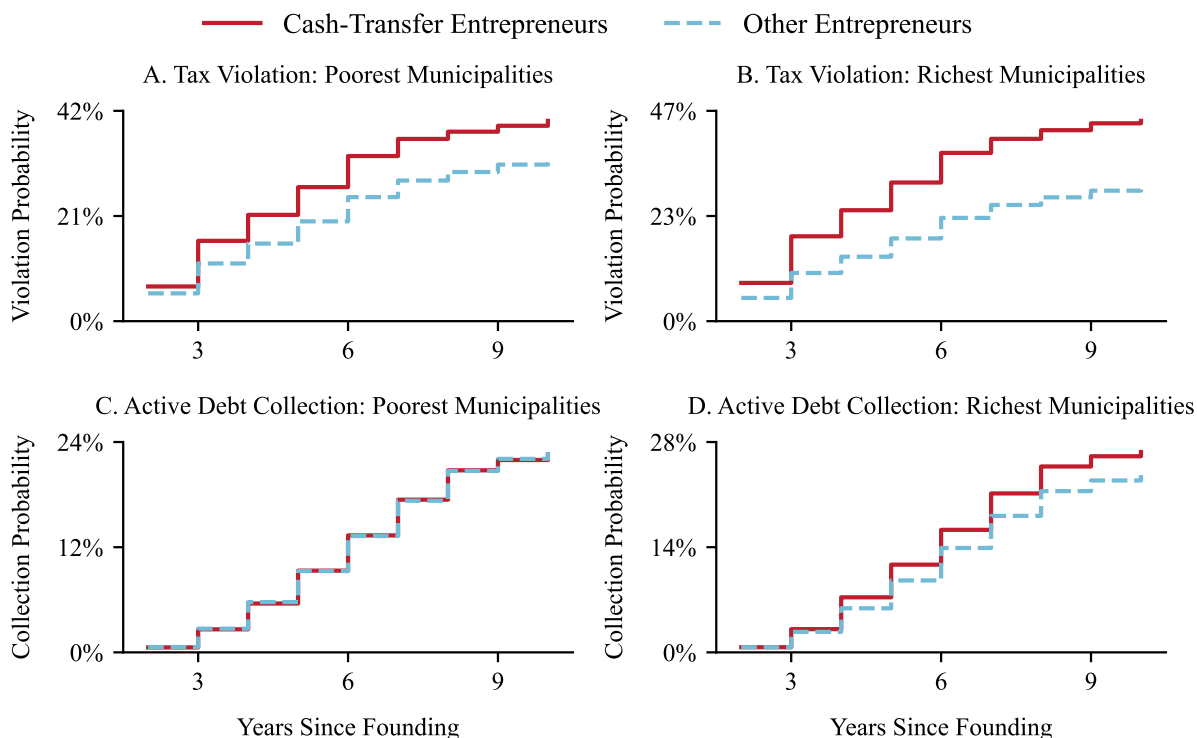 Cash-Transfer Entrepreneurs
Other Entrepreneurs
A. Tax Violation: Poorest Municipalities
Violation Probability
42%
21%
0%
3
6
9
B. Tax Violation: Richest Municipalities
Violation Probability
47%
23%
0%
3
6
9
C. Active Debt Collection: Poorest Municipalities
Collection Probability
24%
12%
0%
3
6
9
Years Since Founding
D. Active Debt Collection: Richest Municipalities
Collection Probability
28%
14%
0%
3
6
9
Years Since Founding